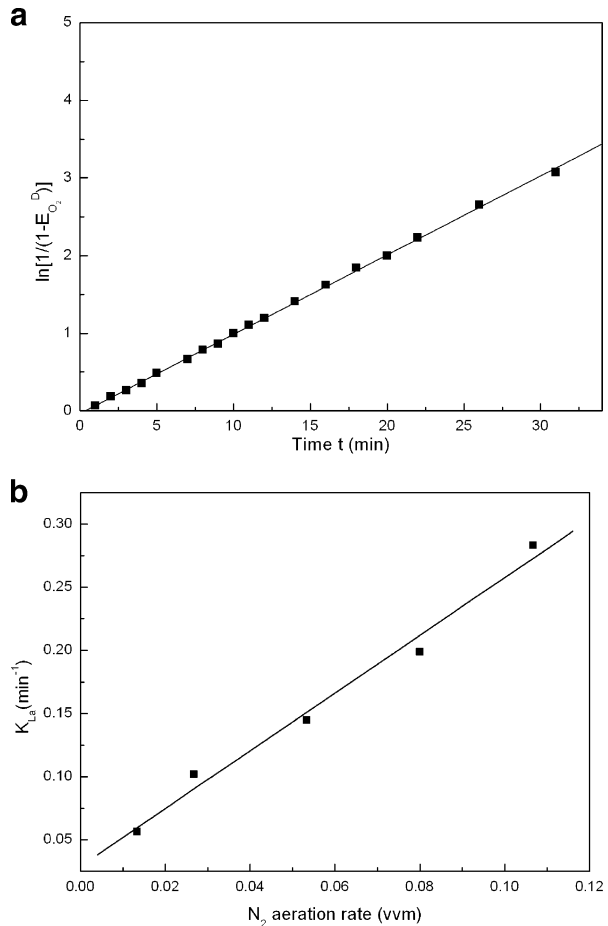 a
5
4
3
2
1
0
ln[1/(1-E_O₂^D)]
0 5 10 15 20 25 30
Time t (min)
b
0.30
0.25
0.20
0.15
0.10
0.05
K_La(min⁻¹)
0.00 0.02 0.04 0.06 0.08 0.10 0.12
N₂ aeration rate (vvm)